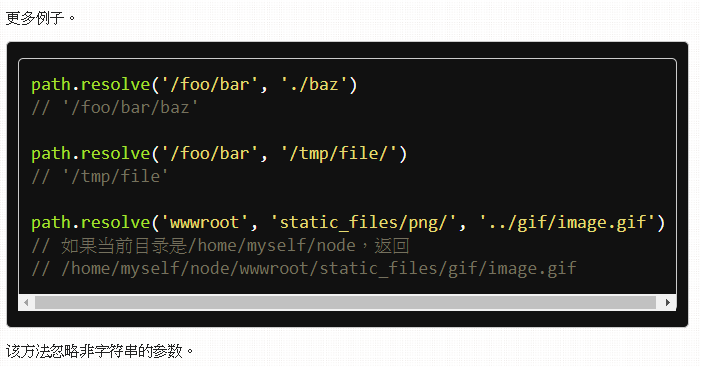 更多例子。
path.resolve('/foo/bar', './baz')
// '/foo/bar/baz'
path.resolve('/foo/bar', '/tmp/file/')
// '/tmp/file'
path.resolve('wwwroot', 'static_files/png/', '../gif/image.gif')
// 如果当前目录是/home/myself/node，返回
// /home/myself/node/wwwroot/static_files/gif/image.gif
该方法忽略非字符串的参数。